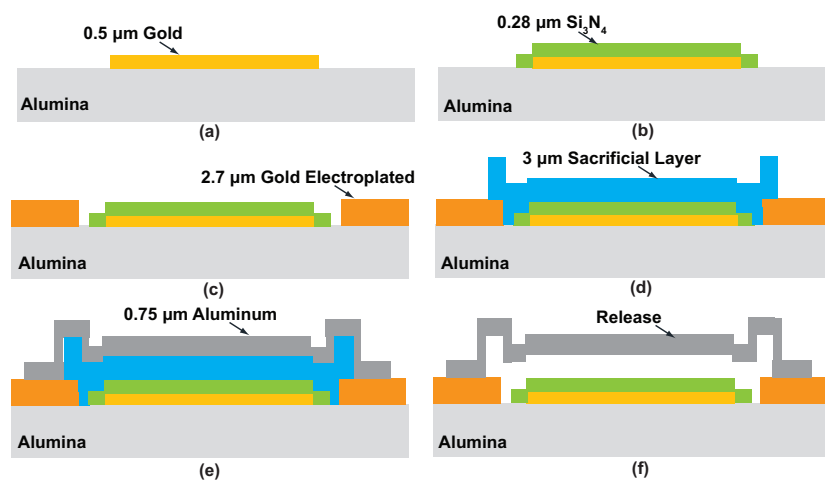 0.5 µm Gold
Alumina
(a)
0.28 µm Si₃N₄
Alumina
(b)
2.7 µm Gold Electroplated
Alumina
(c)
3 µm Sacrificial Layer
Alumina
(d)
0.75 µm Aluminum
Alumina
(e)
Release
Alumina
(f)